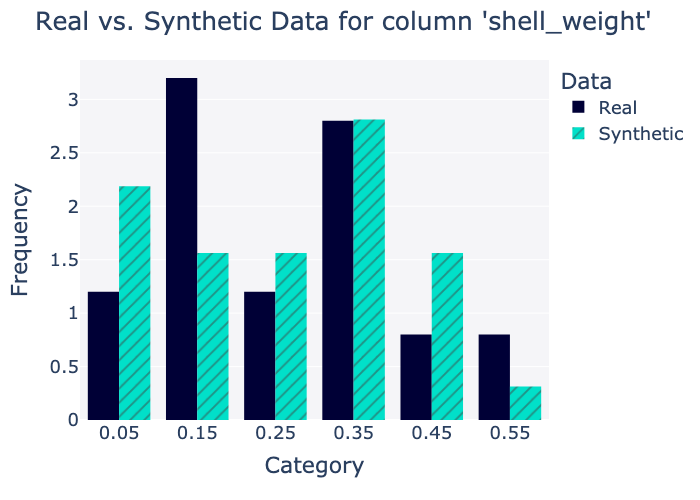 Real vs. Synthetic Data for column 'shell_weight'
Data
Real
Synthetic
Frequency
3
2.5
2
1.5
1
0.5
0
0.05 0.15 0.25 0.35 0.45 0.55
Category